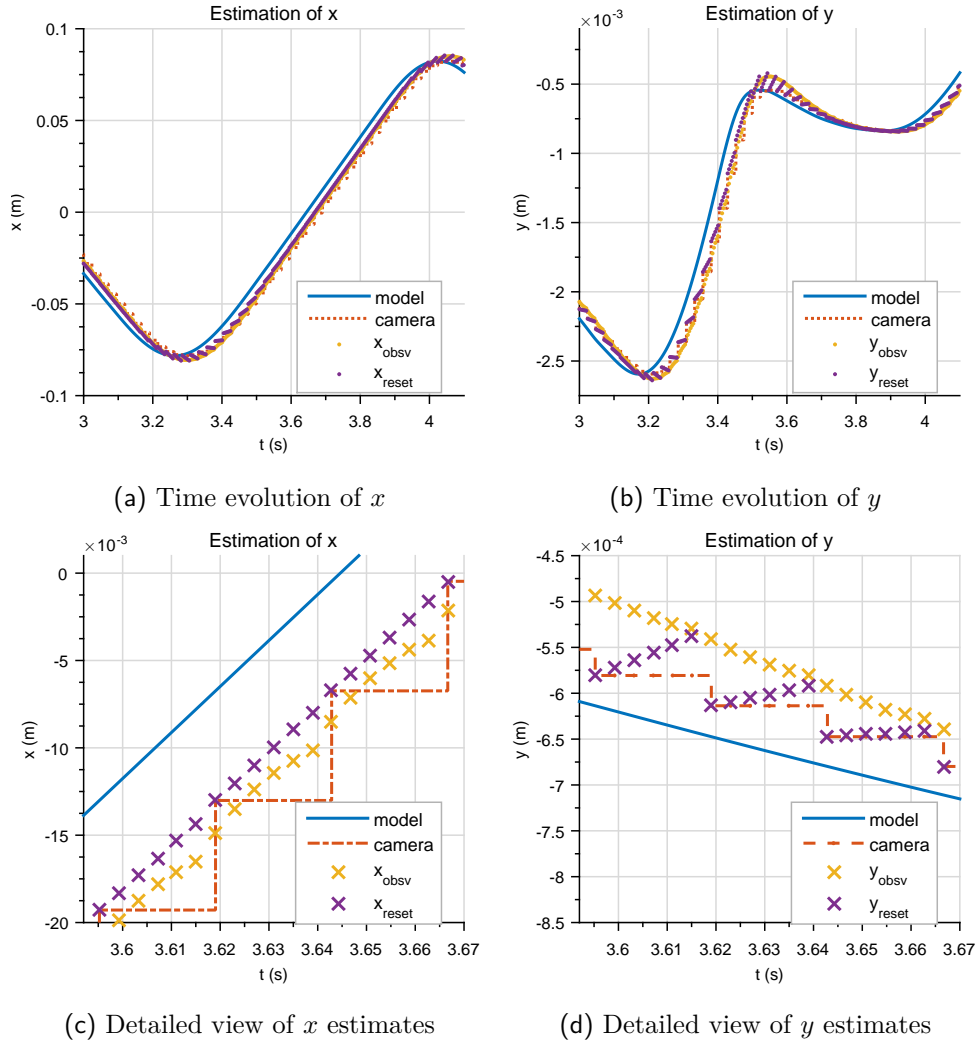 Estimation of x
0.1
0.05
0
-0.05
-0.1
x (m)
3
3.2
3.4
3.6
3.8
4
t (s)
model
camera
x_obsv
x_reset
(a) Time evolution of x
×10^-3
Estimation of y
-0.5
-1
-1.5
-2
-2.5
y (m)
3
3.2
3.4
3.6
3.8
4
t (s)
model
camera
y_obsv
y_reset
(b) Time evolution of y
×10^-3
Estimation of x
0
-5
-10
-15
-20
x (m)
3.6
3.61
3.62
3.63
3.64
3.65
3.66
3.67
t (s)
model
camera
x_obsv
x_reset
(c) Detailed view of x estimates
×10^-4
Estimation of y
-4.5
-5
-5.5
-6
-6.5
-7
-7.5
-8
-8.5
y (m)
3.6
3.61
3.62
3.63
3.64
3.65
3.66
3.67
t (s)
model
camera
y_obsv
y_reset
(d) Detailed view of y estimates